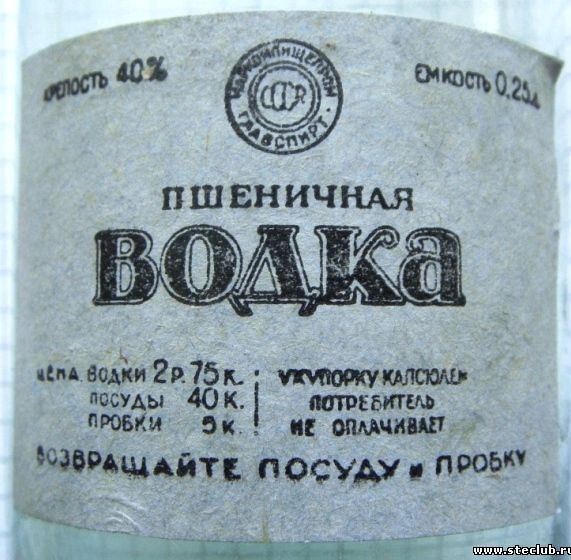 КРЕПОСТЬ 40%
НАРКОМПИЩЕПРОМ
СССР
ГЛАВСПИРТ.
ЕМКОСТЬ 0,25л
ПШЕНИЧНАЯ
ВОДКА
ЦЕНА ВОДКИ 2Р.75К.
ПОСУДЫ 40К.
ПРОБКИ 5К.
УКУПОРКУ КАПСЮЛЕМ
ПОТРЕБИТЕЛЬ
НЕ ОПЛАЧИВАЕТ
ВОЗВРАЩАЙТЕ ПОСУДУ и ПРОБКУ
www.steclub.ru